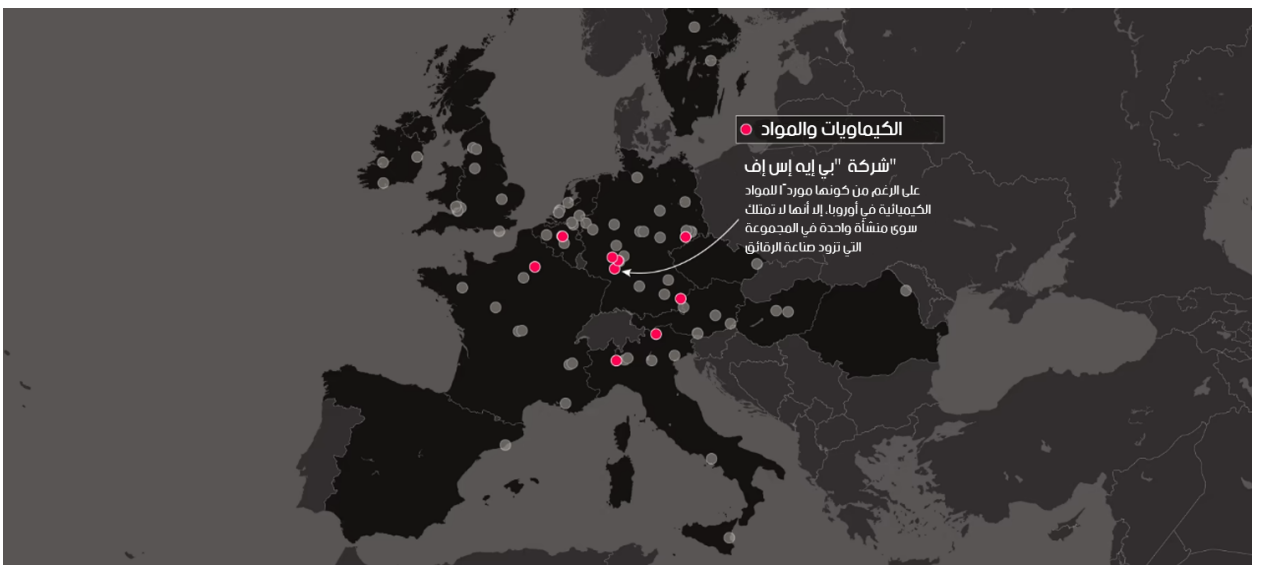 الكيماويات والمواد
شركة "بي إيه إس إف"
على الرغم من كونها موردًا للمواد
الكيميائية في أوروبا، إلا أنها لا تمتلك
سوى منشأة واحدة في المجموعة
التي تزود صناعة الرقائق